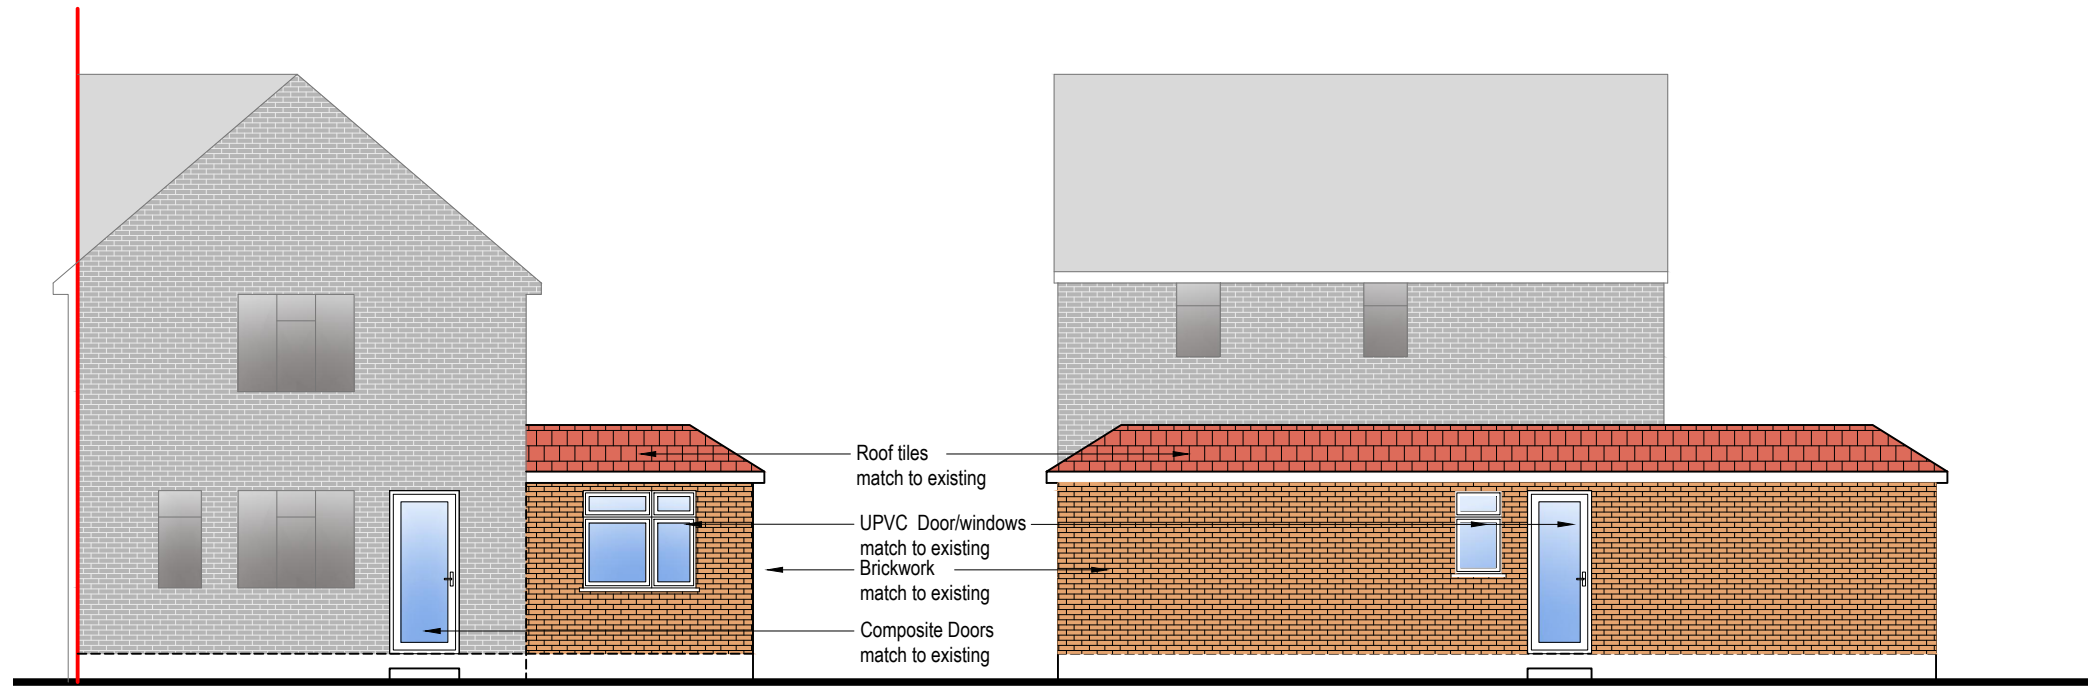 Roof tiles
match to existing
UPVC Door/windows
match to existing
Brickwork
match to existing
Composite Doors
match to existing